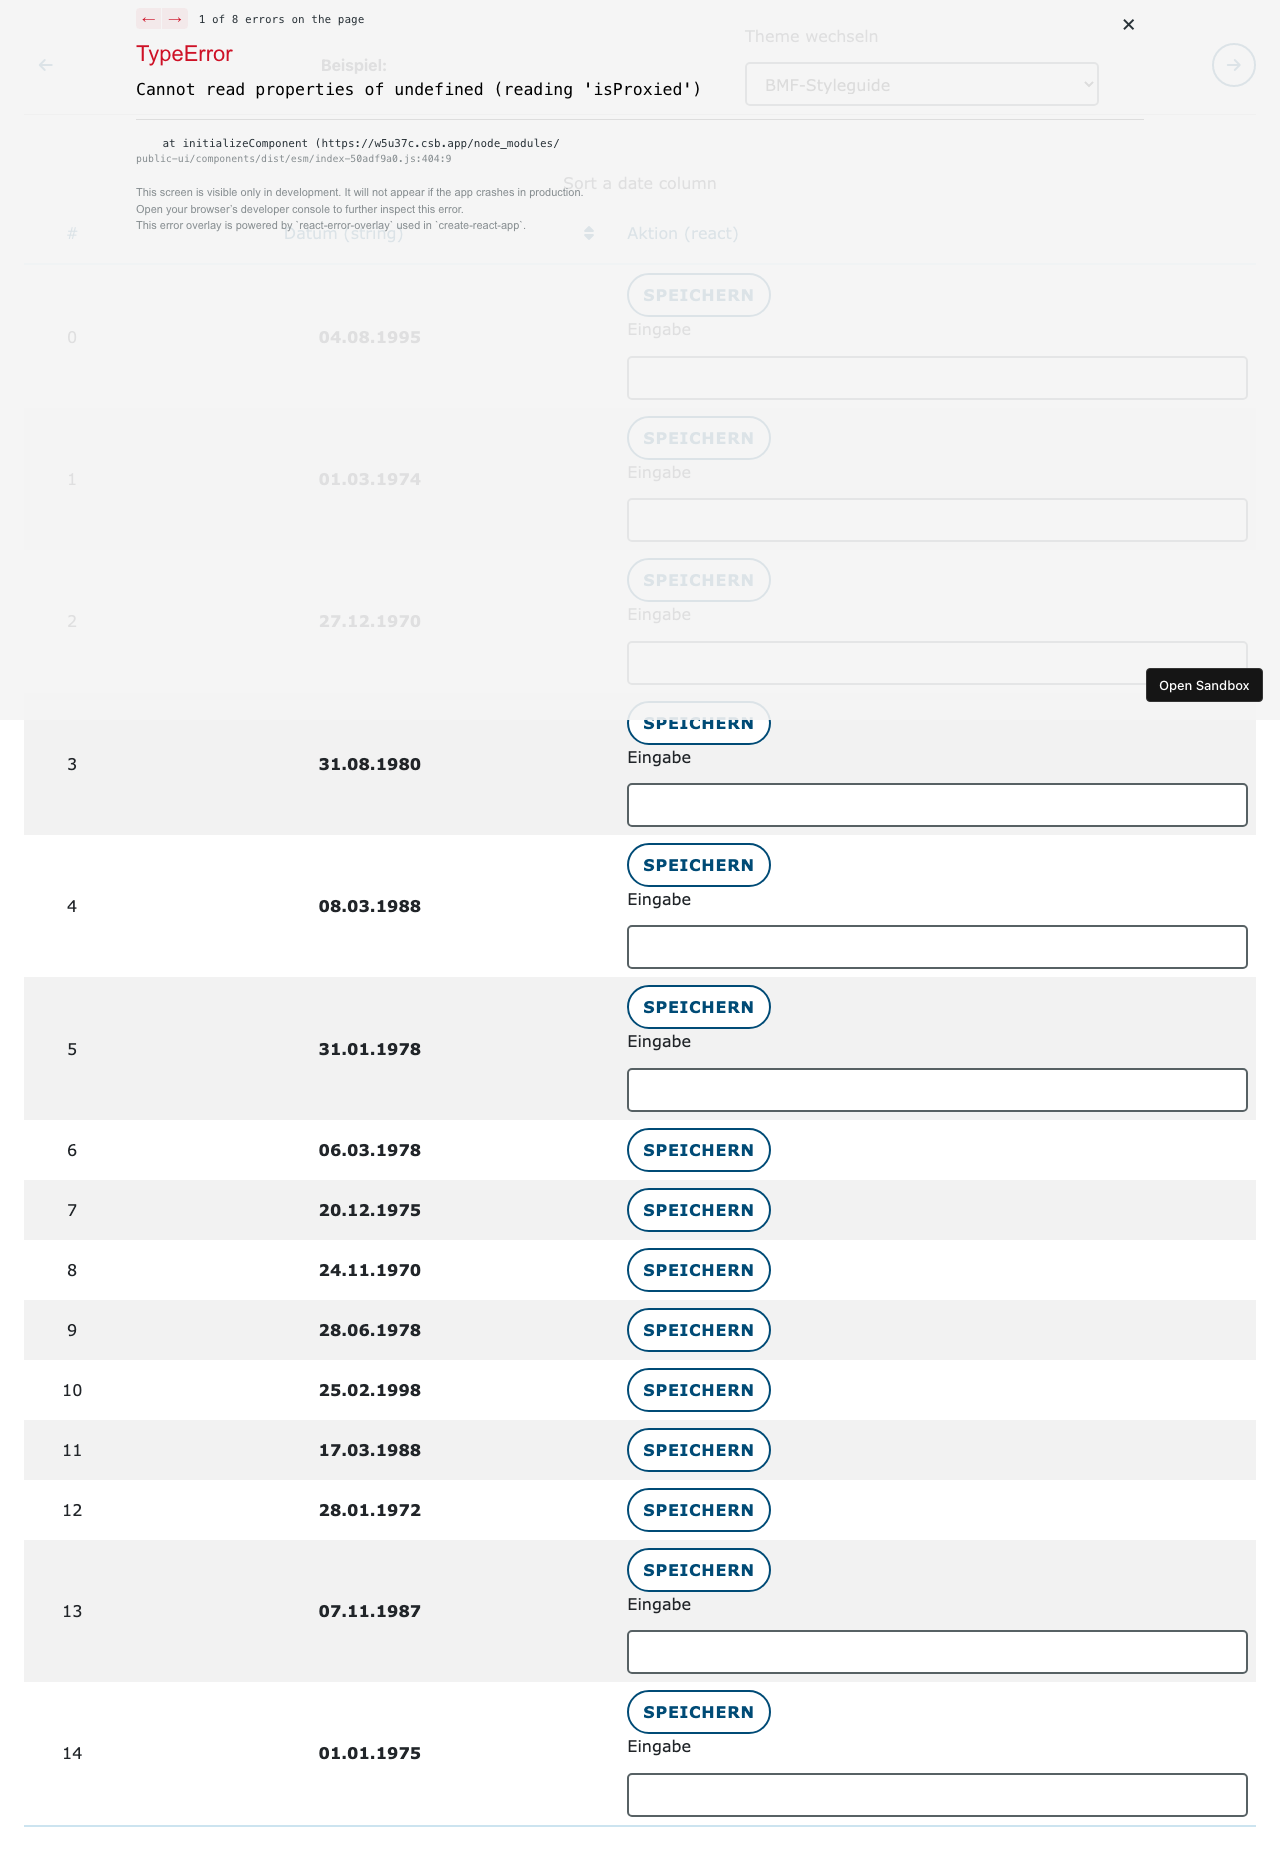 ← → 1 of 8 errors on the page
×
TypeError
Cannot read properties of undefined (reading 'isProxied')
Theme wechseln
Beispiel:
BMF-Styleguide
at initializeComponent (https://w5u37c.csb.app/node_modules/
public-ui/components/dist/esm/index-50adf9a0.js:404:9
Sort a date column
This screen is visible only in development. It will not appear if the app crashes in production.
Open your browser’s developer console to further inspect this error.
This error overlay is powered by `react-error-overlay` used in `create-react-app`.
# Datum (string) Aktion (react)
SPEICHERN
Eingabe
0 04.08.1995
SPEICHERN
Eingabe
1 01.03.1974
SPEICHERN
Eingabe
2 27.12.1970
Open Sandbox
SPEICHERN
Eingabe
3 31.08.1980
SPEICHERN
Eingabe
4 08.03.1988
SPEICHERN
Eingabe
5 31.01.1978
6 06.03.1978 SPEICHERN
7 20.12.1975 SPEICHERN
8 24.11.1970 SPEICHERN
9 28.06.1978 SPEICHERN
10 25.02.1998 SPEICHERN
11 17.03.1988 SPEICHERN
12 28.01.1972 SPEICHERN
SPEICHERN
Eingabe
13 07.11.1987
SPEICHERN
Eingabe
14 01.01.1975